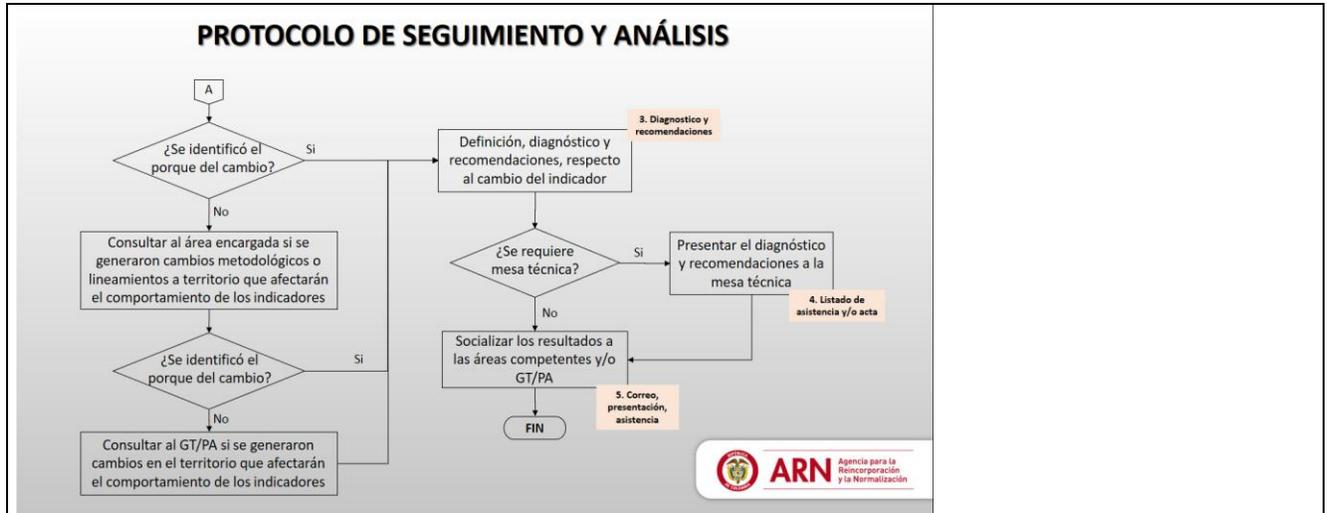 PROTOCOLO DE SEGUIMIENTO Y ANÁLISIS
A
¿Se identificó el
porque del cambio?
Si
No
Consultar al área encargada si se
generaron cambios metodológicos o
lineamientos a territorio que afectarán
el comportamiento de los indicadores
¿Se identificó el
porque del cambio?
Si
No
Consultar al GT/PA si se generaron
cambios en el territorio que afectarán
el comportamiento de los indicadores
3. Diagnostico y
recomendaciones
Definición, diagnóstico y
recomendaciones, respecto
al cambio del indicador
¿Se requiere
mesa técnica?
Si
No
Presentar el diagnóstico
y recomendaciones a la
mesa técnica
4. Listado de
asistencia y/o acta
Socializar los resultados a
las áreas competentes y/o
GT/PA
5. Correo,
presentación,
asistencia
FIN
ARN
Agencia para la
Reincorporación
y la Normalización